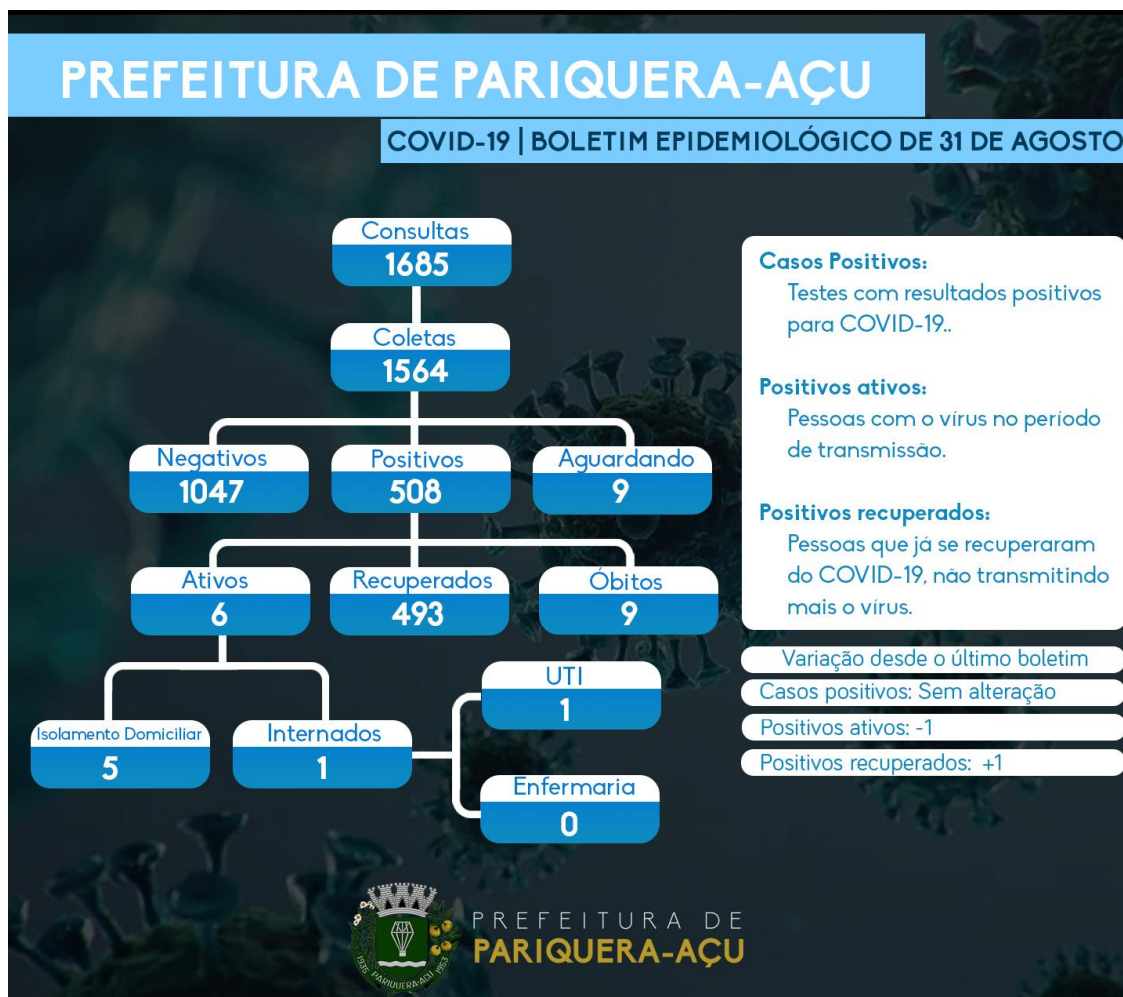 PREFEITURA DE PARIQUERA-AÇU
COVID-19 | BOLETIM EPIDEMIOLÓGICO DE 31 DE AGOSTO
Consultas
1685
Coletas
1564
Negativos
1047
Positivos
508
Aguardando
9
Ativos
6
Recuperados
493
Óbitos
9
Isolamento Domiciliar
5
Internados
1
UTI
1
Enfermaria
0
Casos Positivos:
Testes com resultados positivos
para COVID-19..
Positivos ativos:
Pessoas com o vírus no período
de transmissão.
Positivos recuperados:
Pessoas que já se recuperaram
do COVID-19, não transmitindo
mais o vírus.
Variação desde o último boletim
Casos positivos: Sem alteração
Positivos ativos: -1
Positivos recuperados: +1
1935 PARIQUERA-AÇU 1953
PREFEITURA DE
PARIQUERA-AÇU